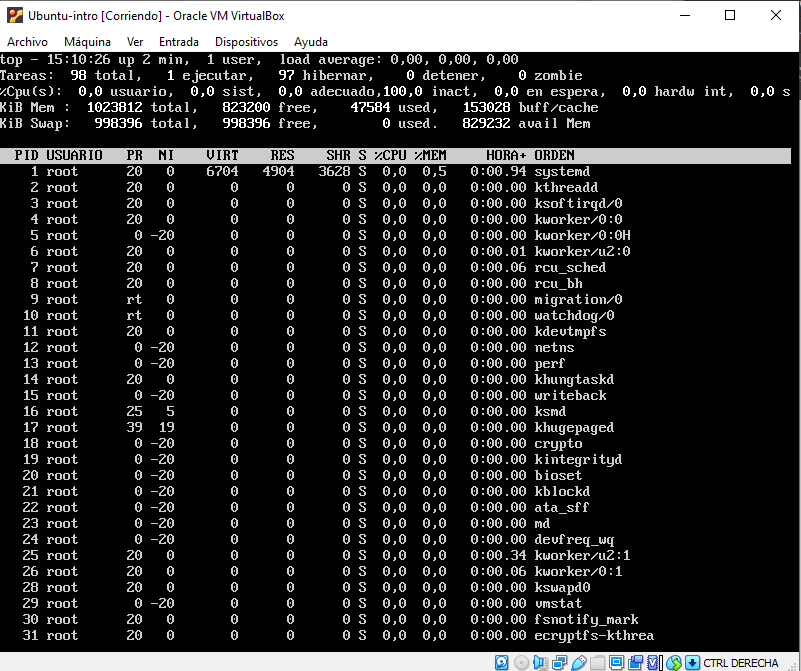 Ubuntu-intro [Corriendo] - Oracle VM VirtualBox
Archivo Máquina Ver Entrada Dispositivos Ayuda
top - 15:10:26 up 2 min, 1 user, load average: 0,00, 0,00, 0,00
Tareas: 98 total, 1 ejecutar, 97 hibernar, 0 detener, 0 zombie
%Cpu(s): 0,0 usuario, 0,0 sist, 0,0 adecuado,100,0 inact, 0,0 en espera, 0,0 hardw int, 0,0 s
KiB Mem : 1023812 total, 823200 free, 47584 used, 153028 buff/cache
KiB Swap: 998396 total, 998396 free, 0 used. 829232 avail Mem
PID USUARIO PR NI VIRT RES SHR S %CPU %MEM HORA+ ORDEN
1 root 20 0 6704 4904 3628 S 0,0 0,5 0:00.94 systemd
2 root 20 0 0 0 0 S 0,0 0,0 0:00.00 kthreadd
3 root 20 0 0 0 0 S 0,0 0,0 0:00.00 ksoftirqd/0
4 root 20 0 0 0 0 S 0,0 0,0 0:00.00 kworker/0:0
5 root 0 -20 0 0 0 S 0,0 0,0 0:00.00 kworker/0:0H
6 root 20 0 0 0 0 S 0,0 0,0 0:00.01 kworker/u2:0
7 root 20 0 0 0 0 S 0,0 0,0 0:00.06 rcu_sched
8 root 20 0 0 0 0 S 0,0 0,0 0:00.00 rcu_bh
9 root rt 0 0 0 0 S 0,0 0,0 0:00.00 migration/0
10 root rt 0 0 0 0 S 0,0 0,0 0:00.00 watchdog/0
11 root 20 0 0 0 0 S 0,0 0,0 0:00.00 kdevtmpfs
12 root 0 -20 0 0 0 S 0,0 0,0 0:00.00 netns
13 root 0 -20 0 0 0 S 0,0 0,0 0:00.00 perf
14 root 20 0 0 0 0 S 0,0 0,0 0:00.00 khungtaskd
15 root 0 -20 0 0 0 S 0,0 0,0 0:00.00 writeback
16 root 25 5 0 0 0 S 0,0 0,0 0:00.00 ksmd
17 root 39 19 0 0 0 S 0,0 0,0 0:00.00 khugepaged
18 root 0 -20 0 0 0 S 0,0 0,0 0:00.00 crypto
19 root 0 -20 0 0 0 S 0,0 0,0 0:00.00 kintegrityd
20 root 0 -20 0 0 0 S 0,0 0,0 0:00.00 bioset
21 root 0 -20 0 0 0 S 0,0 0,0 0:00.00 kblockd
22 root 0 -20 0 0 0 S 0,0 0,0 0:00.00 ata_sff
23 root 0 -20 0 0 0 S 0,0 0,0 0:00.00 md
24 root 0 -20 0 0 0 S 0,0 0,0 0:00.00 devfreq_wq
25 root 20 0 0 0 0 S 0,0 0,0 0:00.34 kworker/u2:1
26 root 20 0 0 0 0 S 0,0 0,0 0:00.06 kworker/0:1
28 root 20 0 0 0 0 S 0,0 0,0 0:00.00 kswapd0
29 root 0 -20 0 0 0 S 0,0 0,0 0:00.00 vmstat
30 root 20 0 0 0 0 S 0,0 0,0 0:00.00 fsnotify_mark
31 root 20 0 0 0 0 S 0,0 0,0 0:00.00 ecryptfs-kthrea
CTRL DERECHA